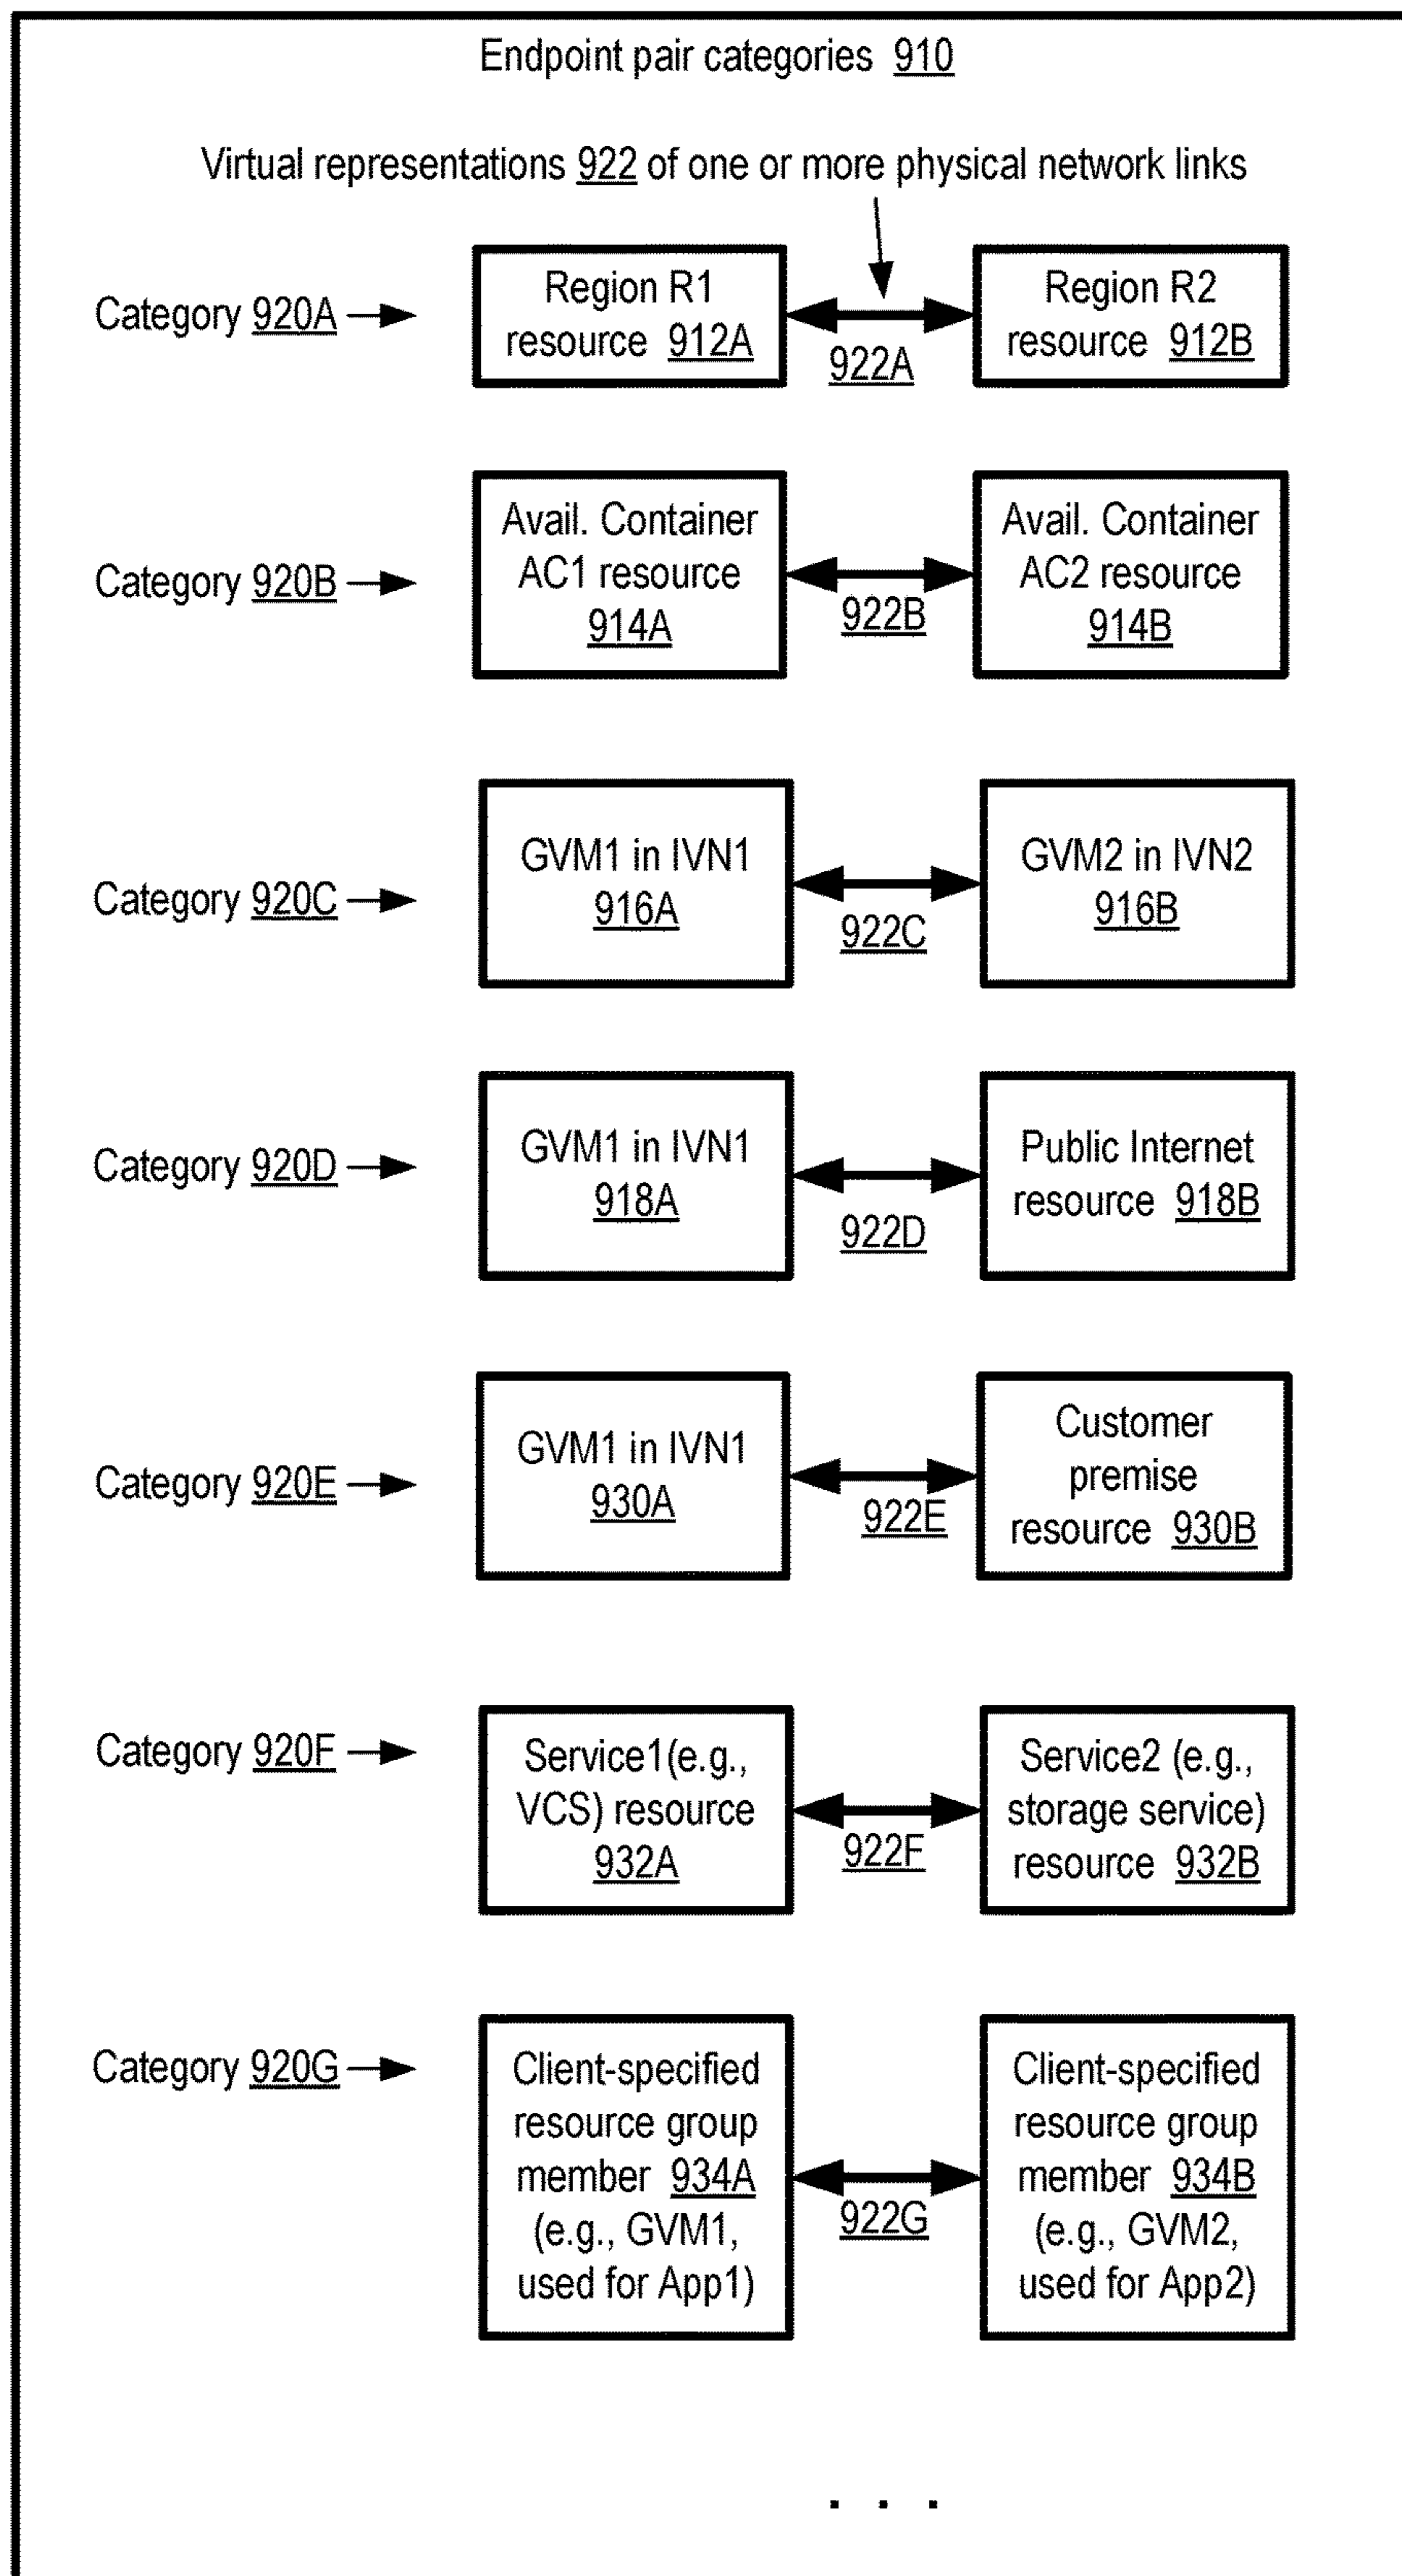 Endpoint pair categories 910
Virtual representations 922 of one or more physical network links
Category 920A
Region R1
resource 912A
922A
Region R2
resource 912B
Category 920B
Avail. Container
AC1 resource
914A
922B
Avail. Container
AC2 resource
914B
Category 920C
GVM1 in IVN1
916A
922C
GVM2 in IVN2
916B
Category 920D
GVM1 in IVN1
918A
922D
Public Internet
resource 918B
Category 920E
GVM1 in IVN1
930A
922E
Customer
premise
resource 930B
Category 920F
Service1(e.g.,
VCS) resource
932A
922F
Service2 (e.g.,
storage service)
resource 932B
Category 920G
Client-specified
resource group
member 934A
(e.g., GVM1,
used for App1)
922G
Client-specified
resource group
member 934B
(e.g., GVM2,
used for App2)
. . .